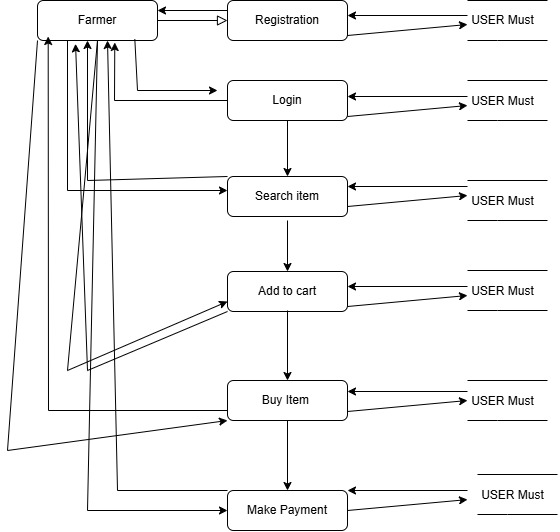 Farmer
Registration
USER Must
Login
USER Must
Search item
USER Must
Add to cart
USER Must
Buy Item
USER Must
Make Payment
USER Must